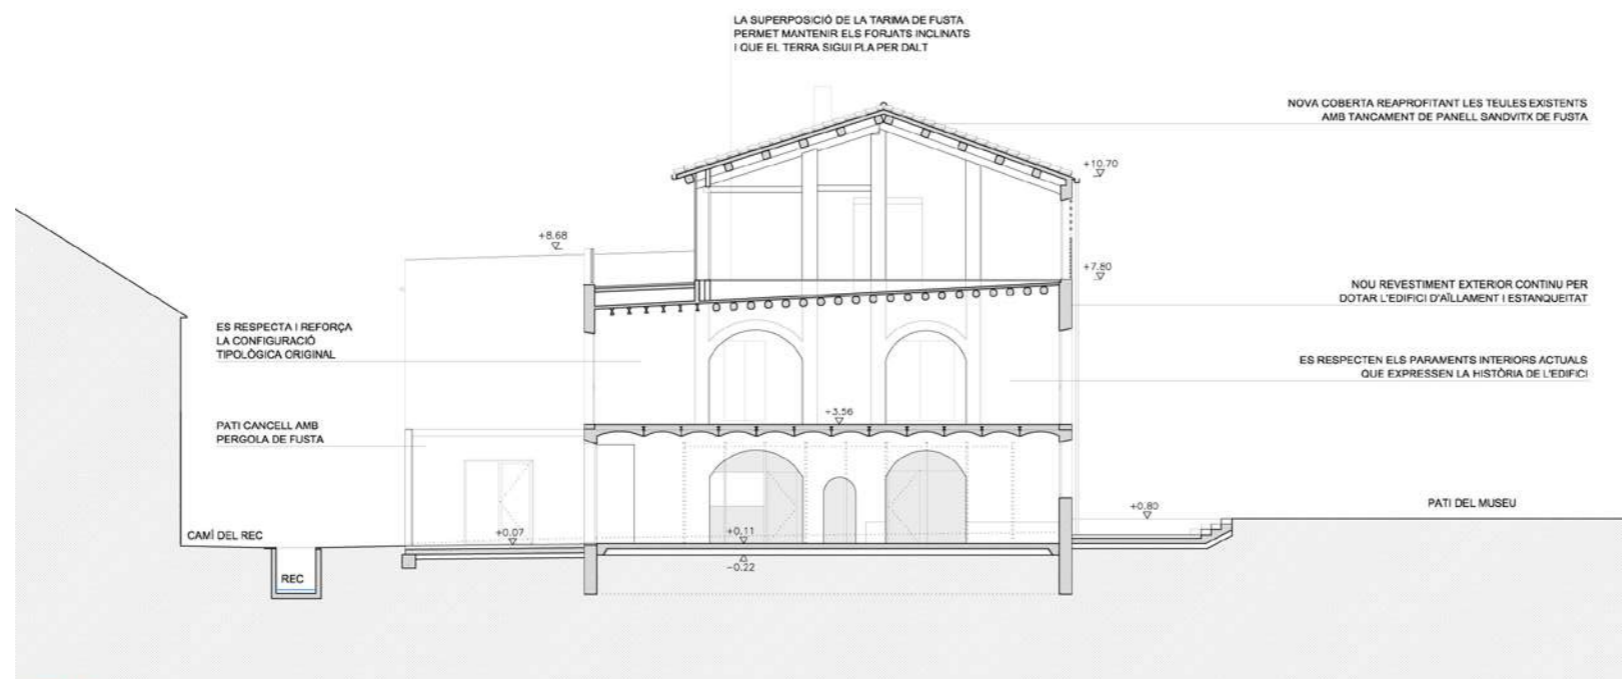 LA SUPERPOSICIÓ DE LA TARIMA DE FUSTA
PERMET MANTENIR ELS FORJATS INCLINATS
I QUE EL TERRA SIGUI PLA PER DALT
NOVA COBERTA REAPROFITANT LES TEULES EXISTENTS
AMB TANCAMENT DE PANELL SANDVITX DE FUSTA
+10.70
+8.68
+7.80
NOU REVESTIMENT EXTERIOR CONTINU PER
DOTAR L'EDIFICI D'AÏLLAMENT I ESTANQUEITAT
ES RESPECTA I REFORÇA
LA CONFIGURACIÓ
TIPOLÒGICA ORIGINAL
ES RESPECTEN ELS PARAMENTS INTERIORS ACTUALS
QUE EXPRESSEN LA HISTÒRIA DE L'EDIFICI
+3.56
PATI CANCELL AMB
PERGOLA DE FUSTA
PATI DEL MUSEU
+0.80
CAMÍ DEL REC
+0.07
+0.11
-0.22
REC